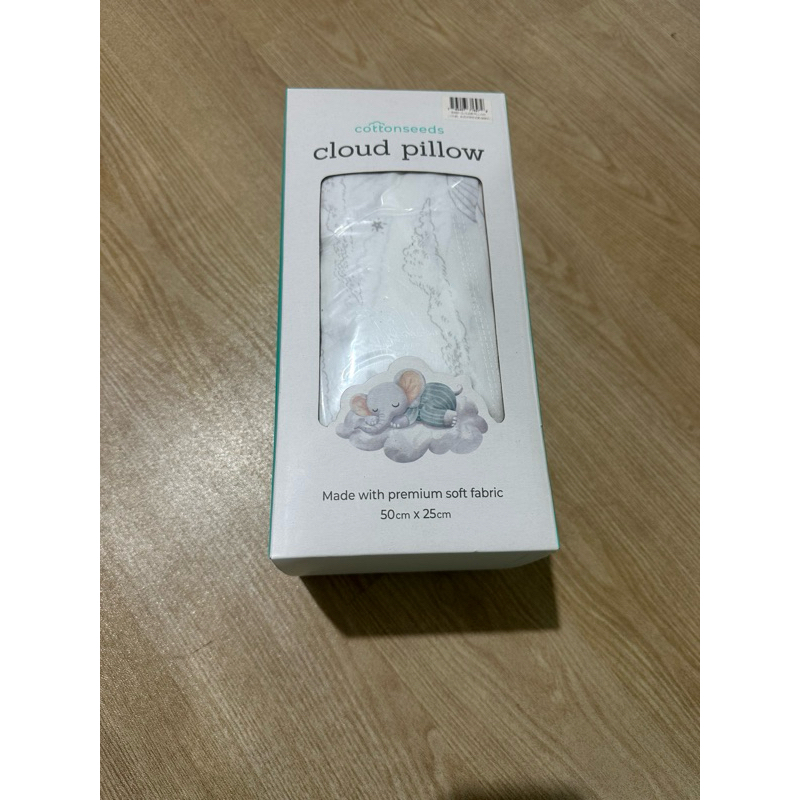 cottonseeds
cloud pillow
Made with premium soft fabric
50cm x 25cm